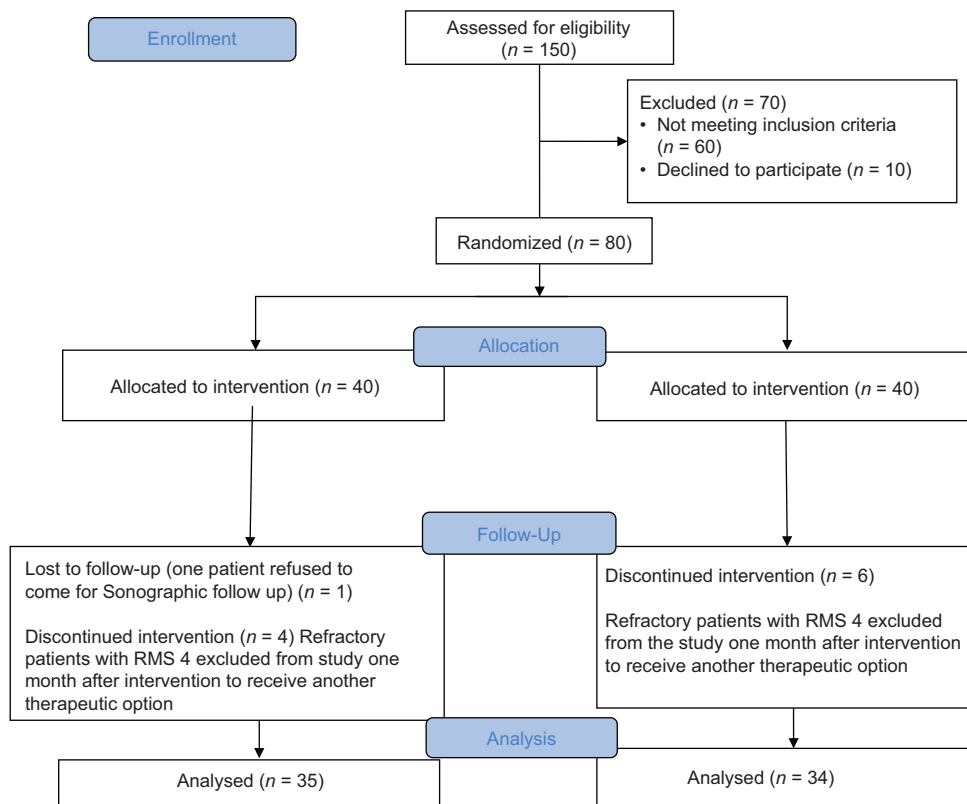 Enrollment
Assessed for eligibility
(n = 150)
Excluded (n = 70)
• Not meeting inclusion criteria
(n = 60)
• Declined to participate (n = 10)
Randomized (n = 80)
Allocation
Allocated to intervention (n = 40)
Allocated to intervention (n = 40)
Follow-Up
Lost to follow-up (one patient refused to
come for Sonographic follow up) (n = 1)
Discontinued intervention (n = 4) Refractory
patients with RMS 4 excluded from study one
month after intervention to receive another
therapeutic option
Discontinued intervention (n = 6)
Refractory patients with RMS 4 excluded
from the study one month after intervention
to receive another therapeutic option
Analysis
Analysed (n = 35)
Analysed (n = 34)